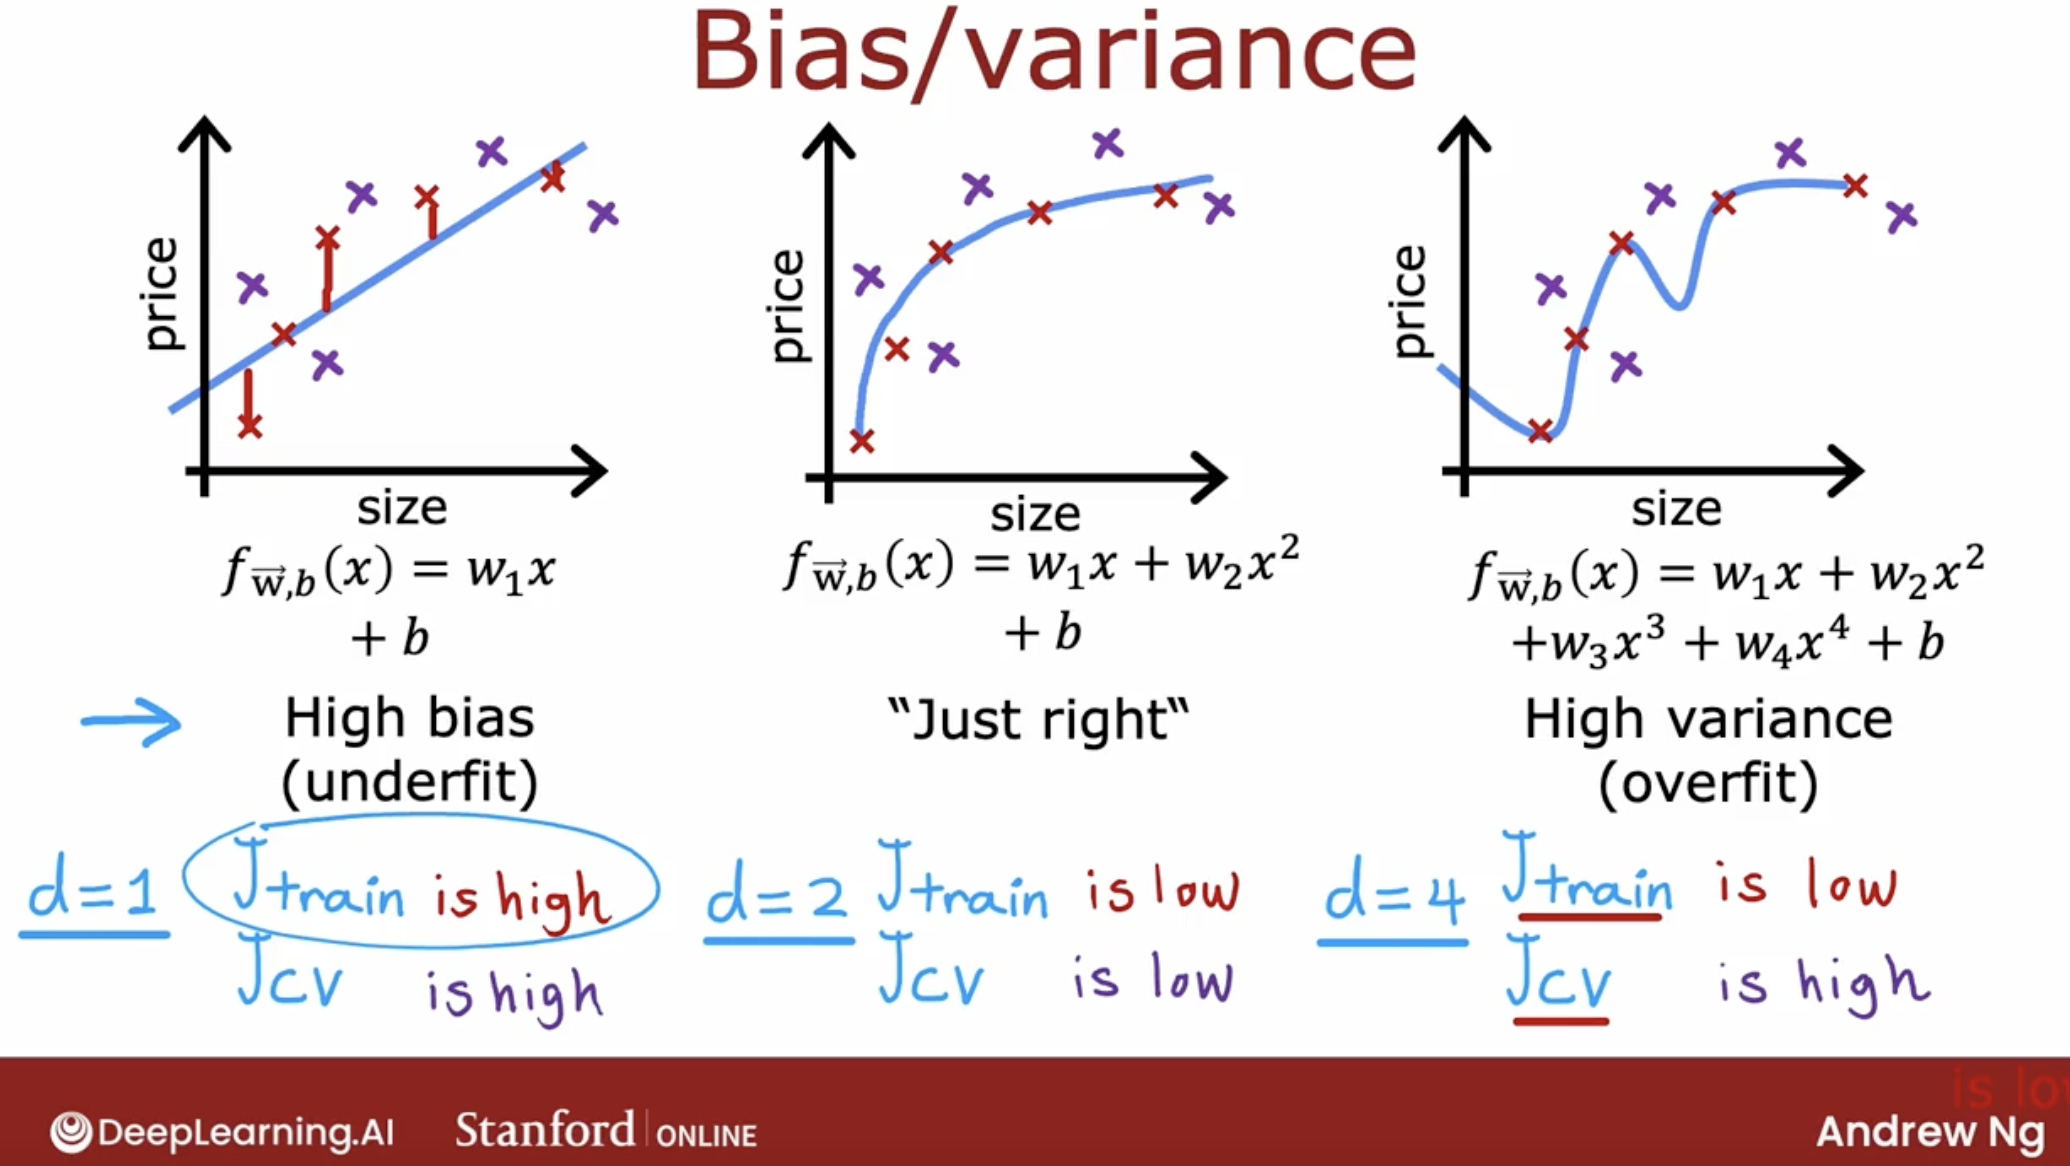 Bias/variance
price
size
price
size
price
size
f_{\vec{w},b}(x) = w_1x
+ b
f_{\vec{w},b}(x) = w_1x + w_2x^2
+ b
f_{\vec{w},b}(x) = w_1x + w_2x^2
+w_3x^3 + w_4x^4 + b
High bias
(underfit)
“Just right“
High variance
(overfit)
d=1 Jtrain is high
Jcv is high
d=2 Jtrain is low
Jcv is low
d=4 Jtrain is low
Jcv is high
DeepLearning.AI
Stanford ONLINE
is lo
Andrew Ng